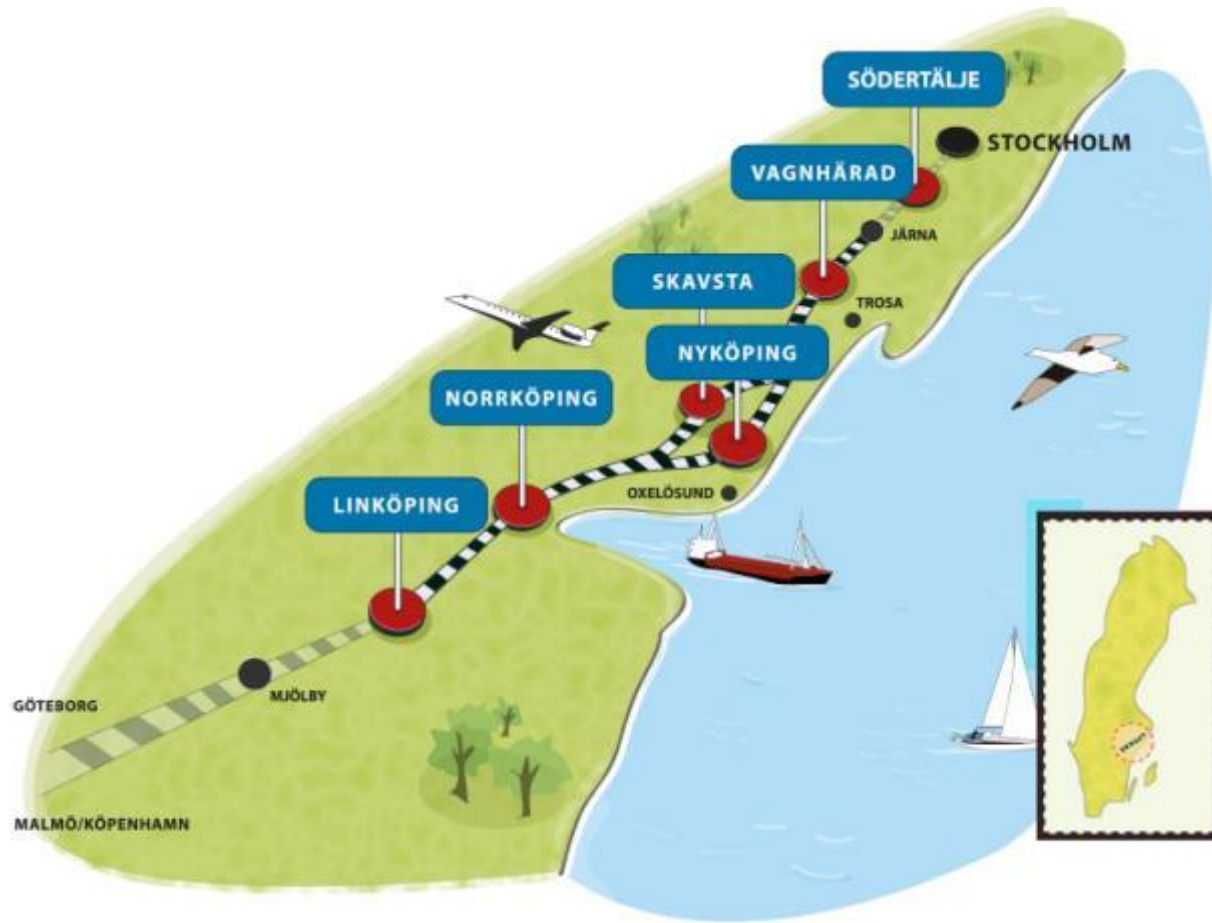 SÖDERTÄLJE
STOCKHOLM
VAGNHÄRAD
JÄRNA
SKAVSTA
TROSA
NYKÖPING
NORRKÖPING
LINKÖPING
OXELÖSUND
MJÖLBY
GÖTEBORG
MALMÖ/KÖPENHAMN